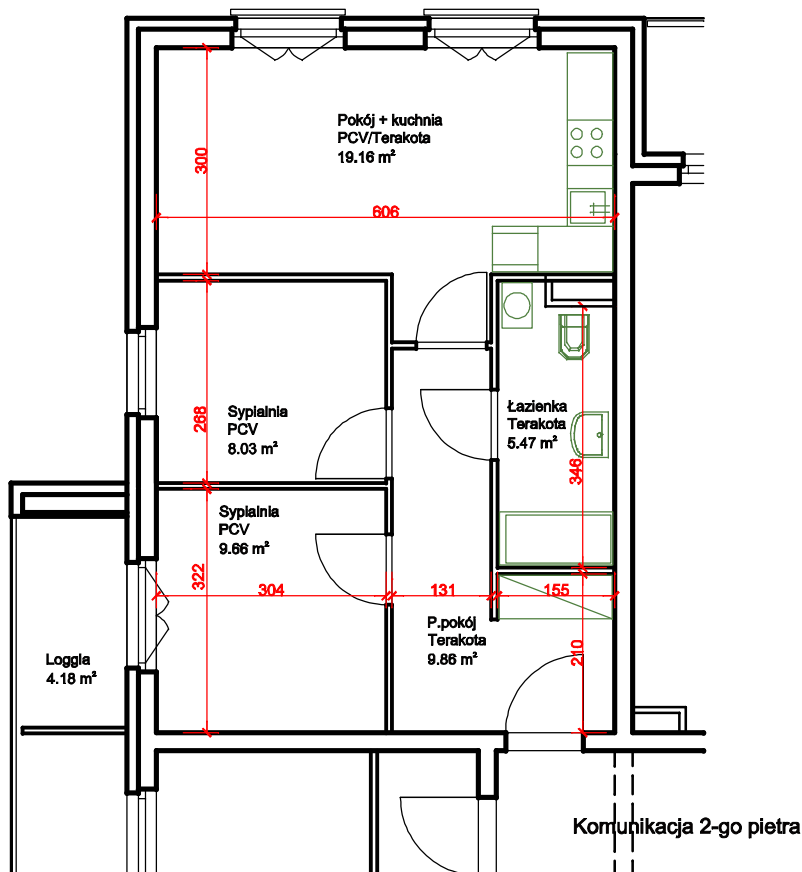 Pokój + kuchnia
PCV/Terakota
19.16 m²
300
606
Sypialnia
PCV
8.03 m²
268
Łazienka
Terakota
5.47 m²
346
Sypialnia
PCV
9.66 m²
322
304
131
155
P.pokój
Terakota
9.86 m²
210
Loggia
4.18 m²
Komunikacja 2-go pietra